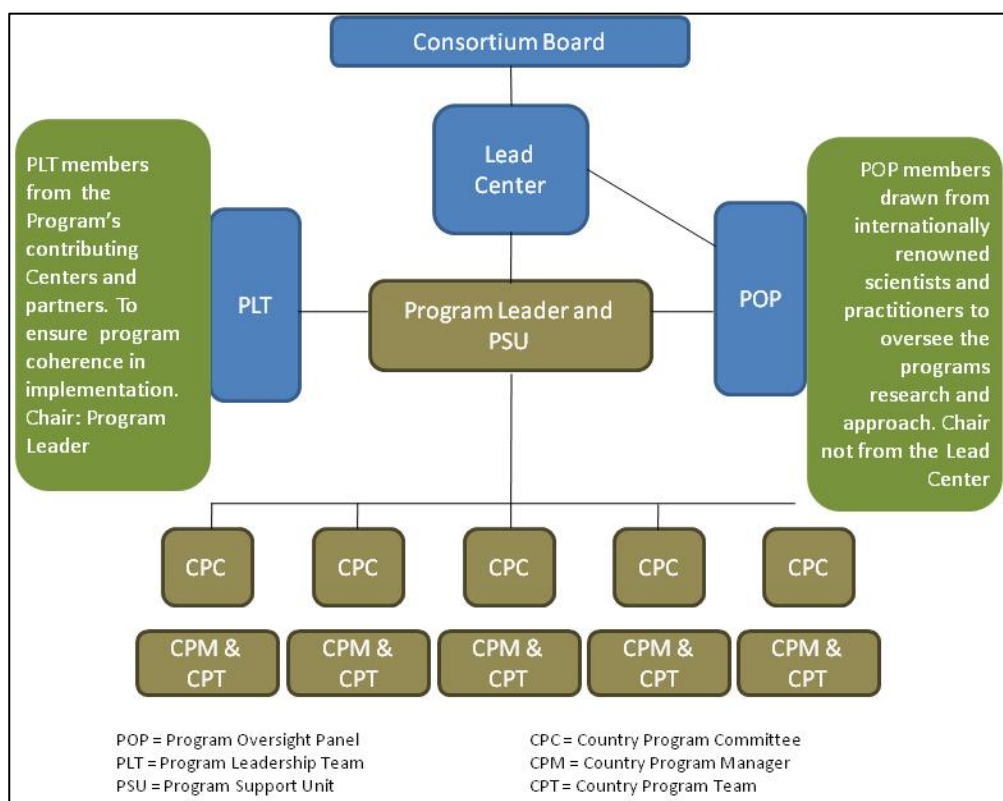 Consortium Board
Lead
Center
PLT members
from the
Program's
contributing
Centers and
partners. To
ensure program
coherence in
implementation.
Chair: Program
Leader
PLT
Program Leader and
PSU
POP
POP members
drawn from
internationally
renowned
scientists and
practitioners to
oversee the
programs
research and
approach. Chair
not from the Lead
Center
CPC
CPC
CPC
CPC
CPC
CPM &
CPT
CPM &
CPT
CPM &
CPT
CPM &
CPT
CPM &
CPT
POP = Program Oversight Panel
PLT = Program Leadership Team
PSU = Program Support Unit
CPC = Country Program Committee
CPM = Country Program Manager
CPT = Country Program Team